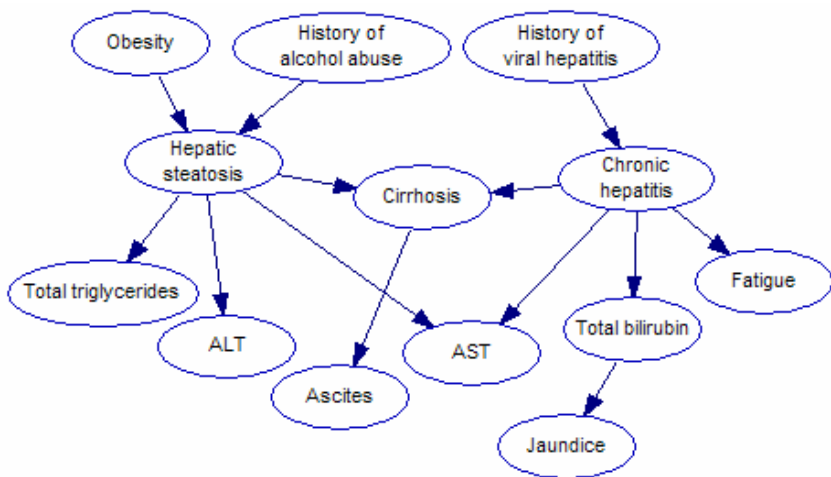 Obesity
History of
alcohol abuse
History of
viral hepatitis
Hepatic
steatosis
Chronic
hepatitis
Cirrhosis
Total triglycerides
Fatigue
ALT
AST
Total bilirubin
Ascites
Jaundice